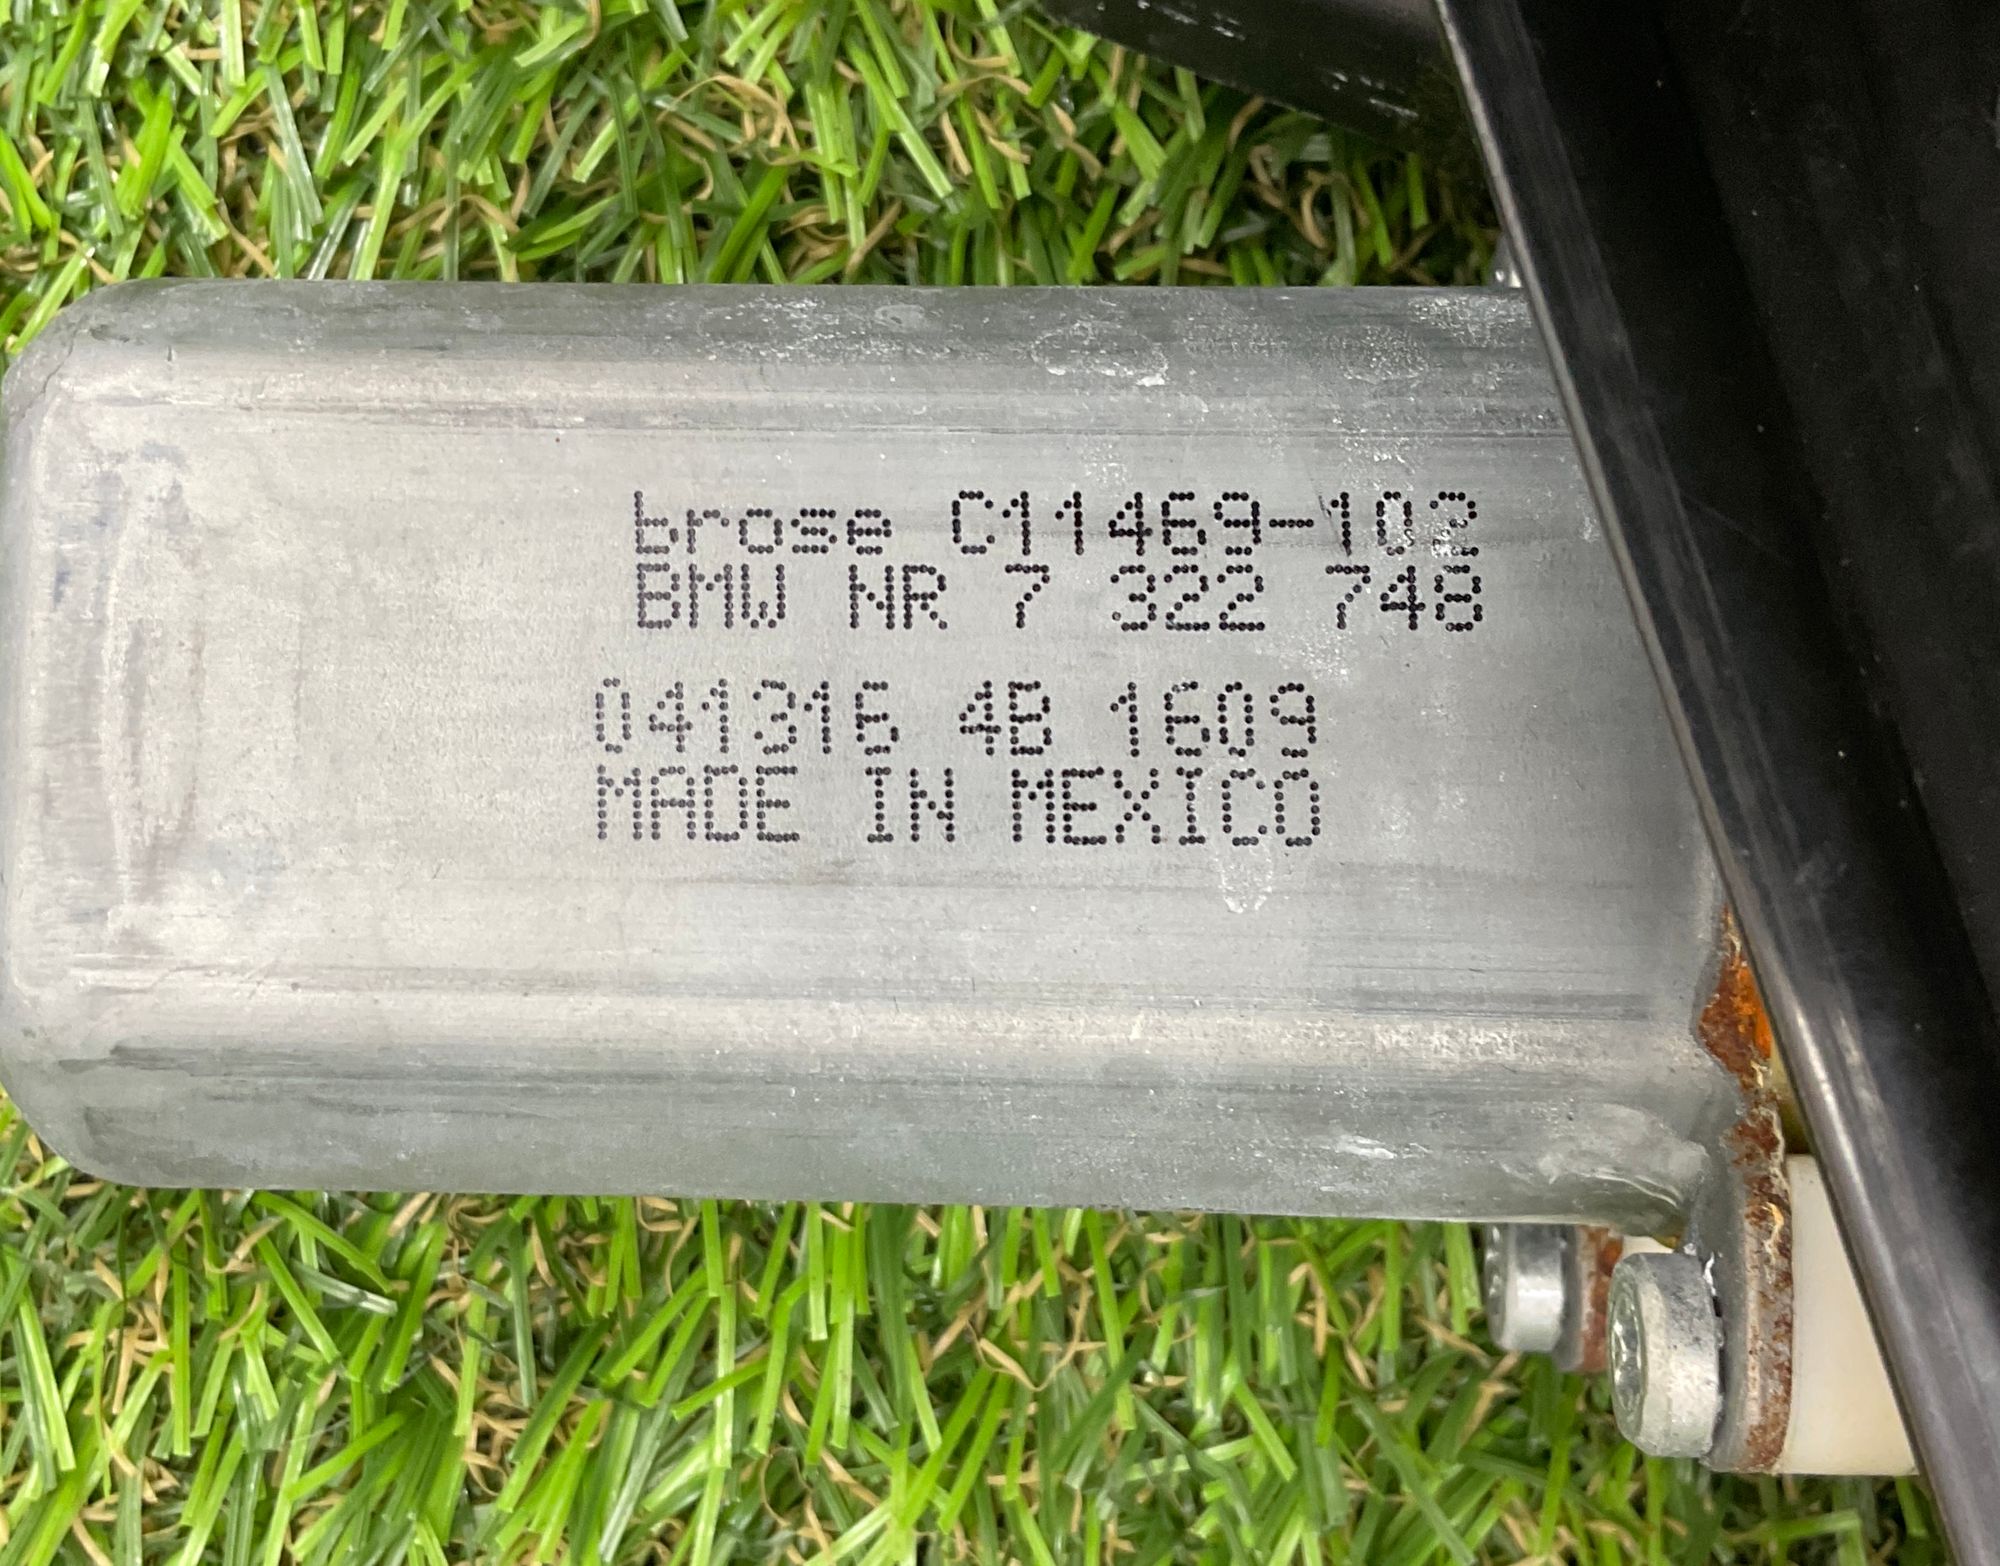 brose C11469-102
BMW NR 7 322 748
041316 4B 1609
MADE IN MEXICO